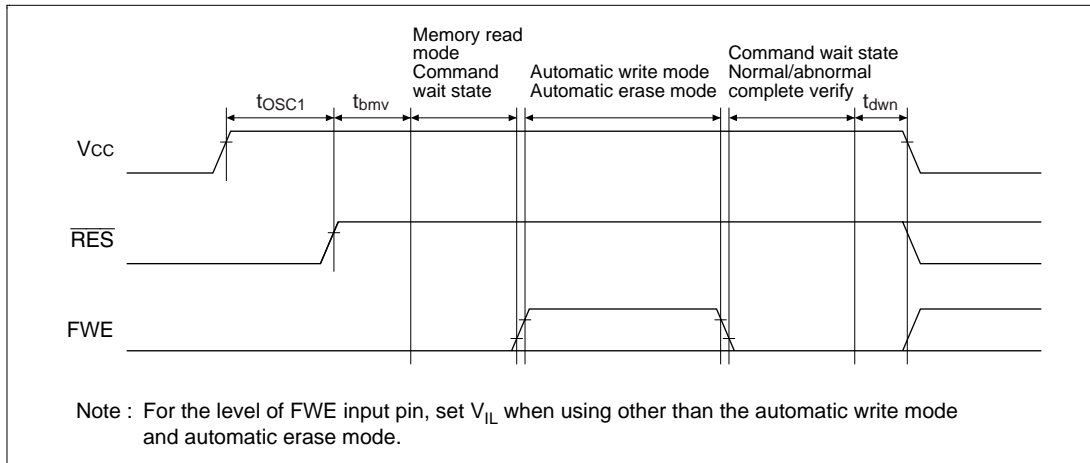 Memory read
mode
Command
wait state
Automatic write mode
Automatic erase mode
Command wait state
Normal/abnormal
complete verify
tOSC1
tbmv
tdwn
VCC
RES
FWE
Note : For the level of FWE input pin, set VIL when using other than the automatic write mode
and automatic erase mode.